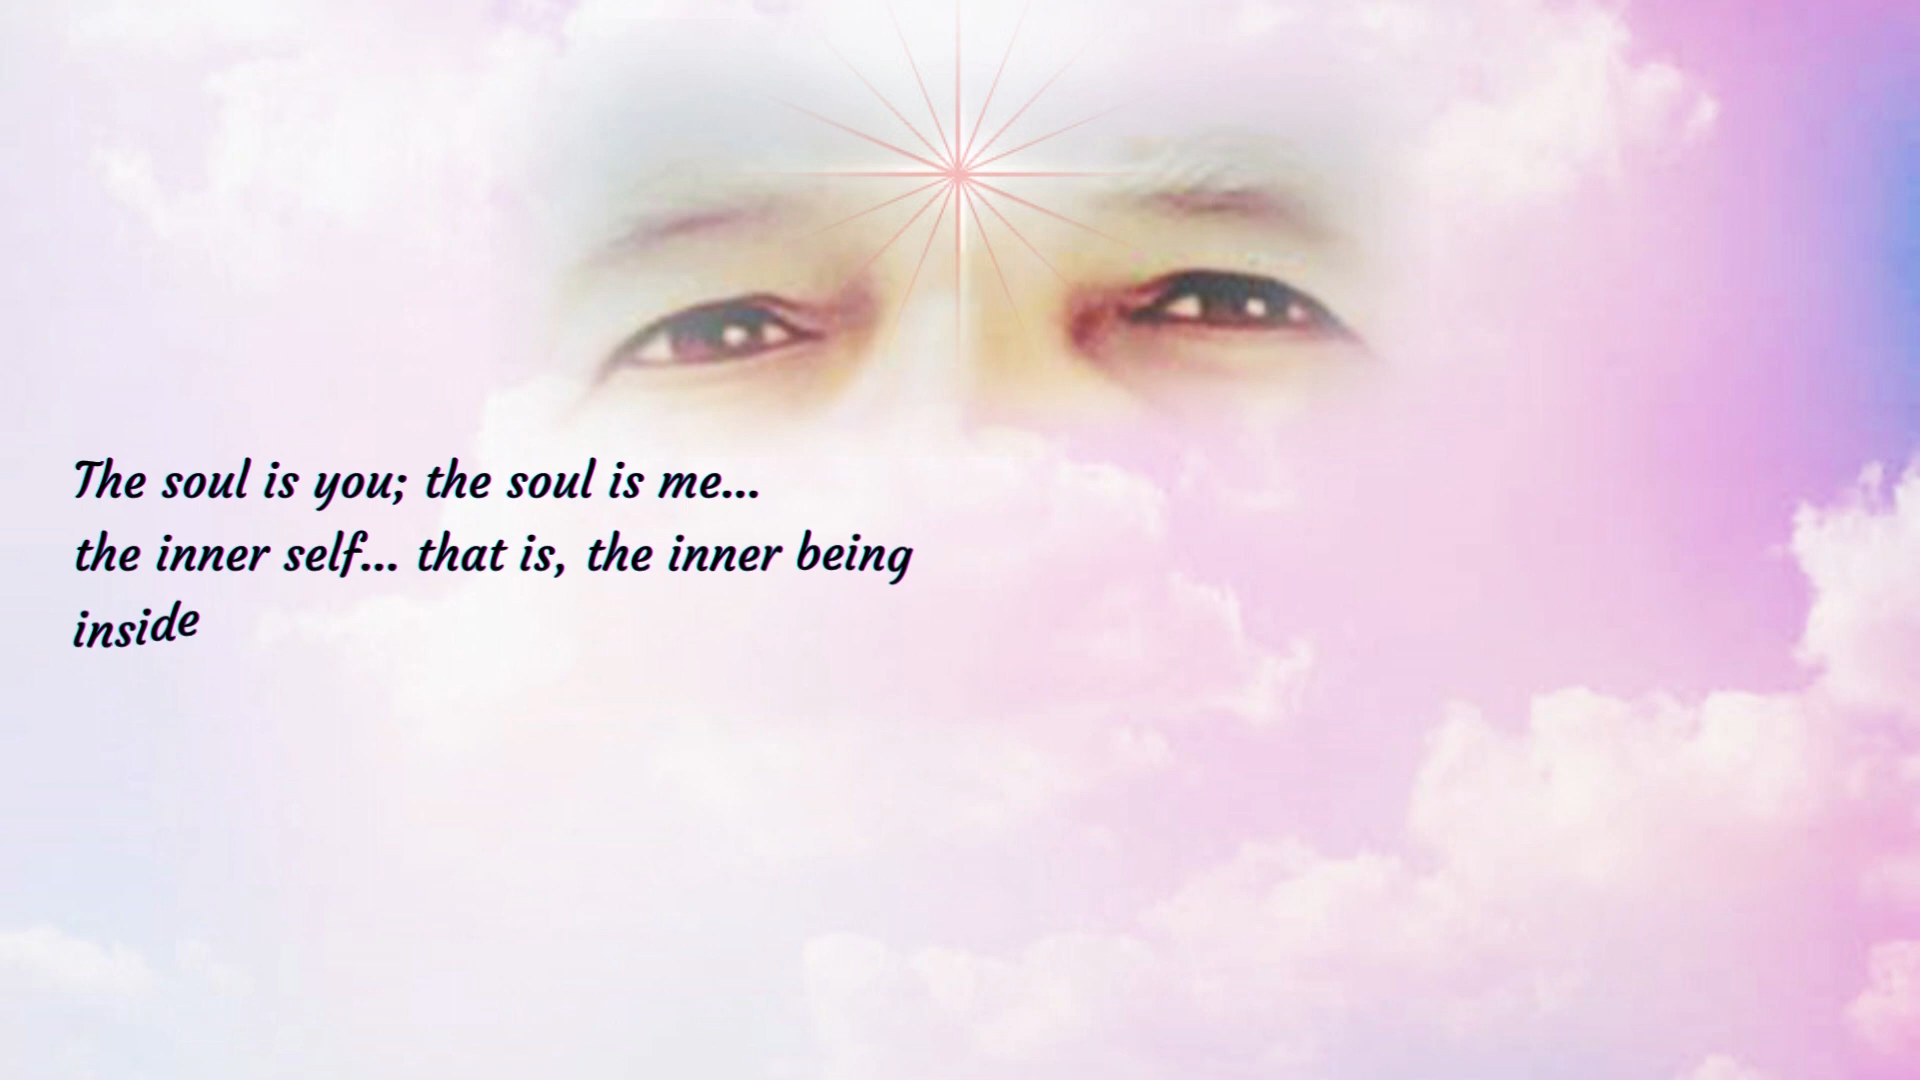 The soul is you; the soul is me...
the inner self... that is, the inner being
inside